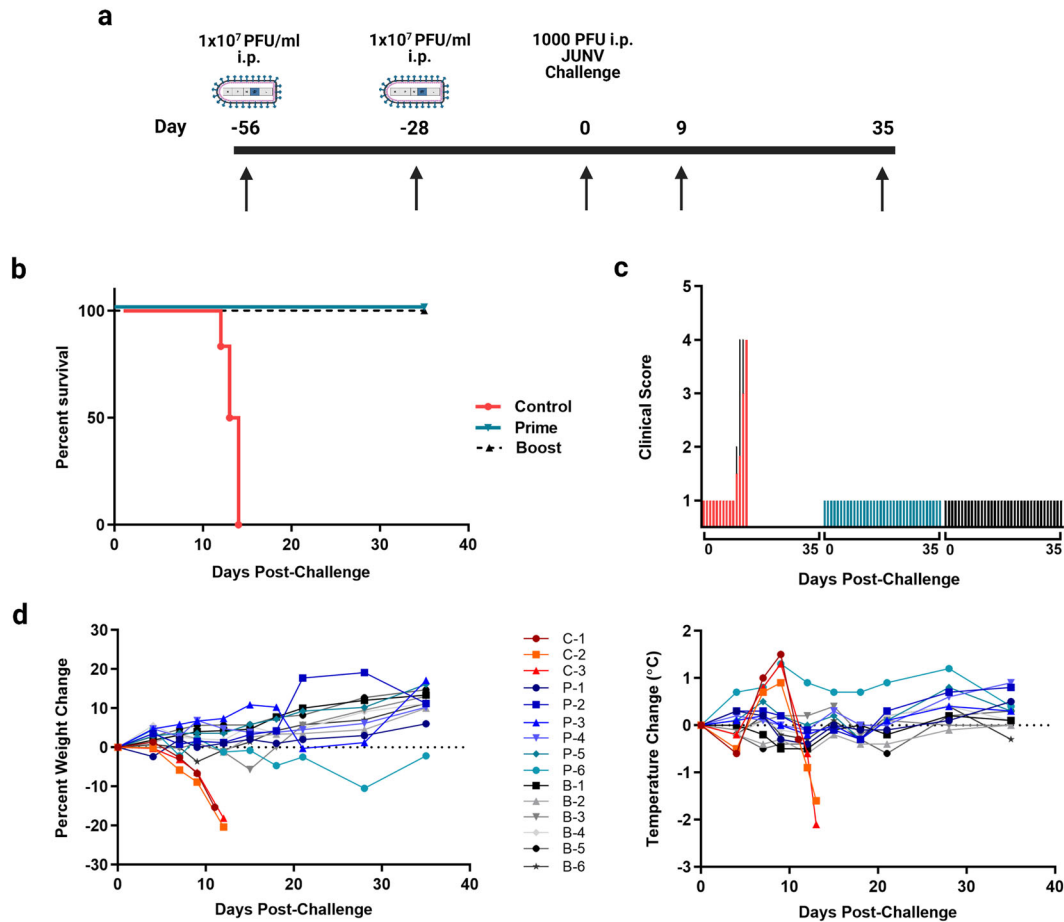 a
1x10⁷ PFU/ml
i.p.
1x10⁷ PFU/ml
i.p.
1000 PFU i.p.
JUNV
Challenge
Day -56 -28 0 9 35
b
Percent survival
100
50
0
0 10 20 30 40
Days Post-Challenge
Control
Prime
Boost
c
Clinical Score
5
4
3
2
1
0 35 0 35 0 35
Days Post-Challenge
d
Percent Weight Change
30
20
10
0
-10
-20
-30
0 10 20 30 40
Days Post-Challenge
C-1
C-2
C-3
P-1
P-2
P-3
P-4
P-5
P-6
B-1
B-2
B-3
B-4
B-5
B-6
Temperature Change (°C)
2
1
0
-1
-2
-3
0 10 20 30 40
Days Post-Challenge